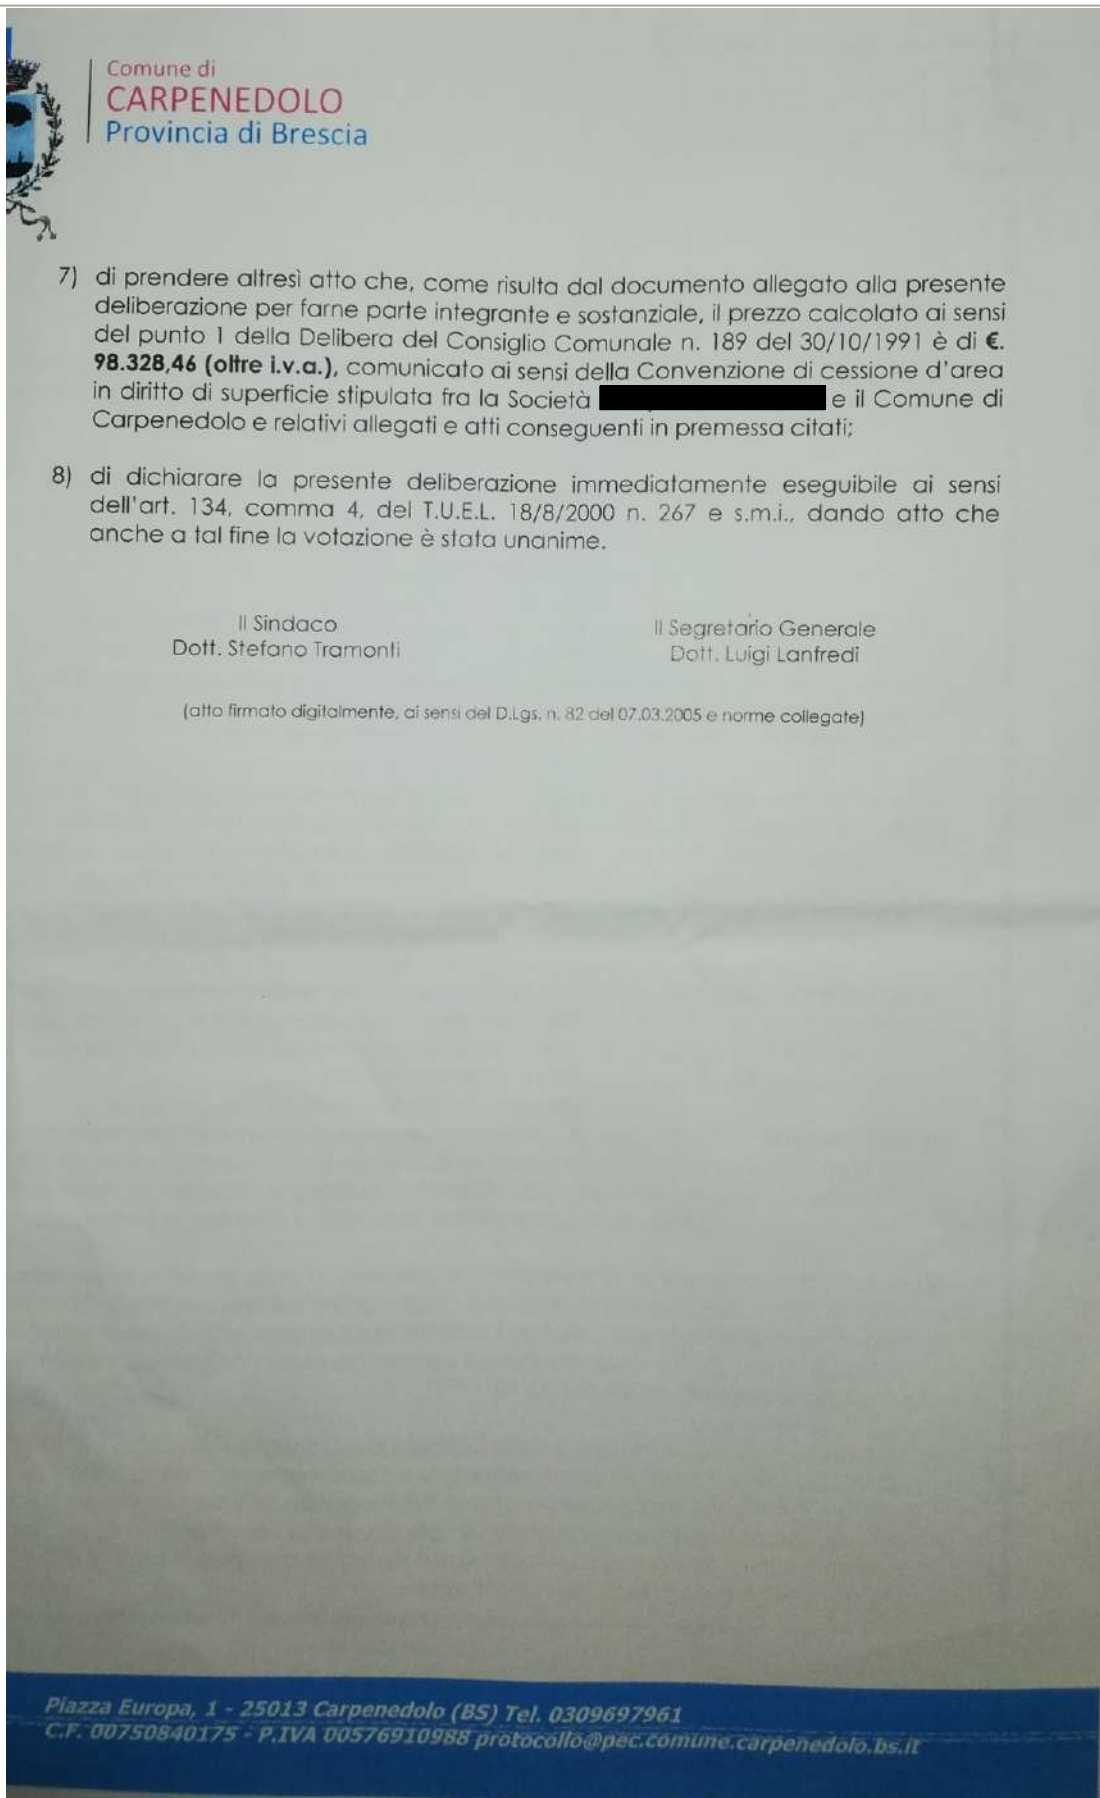 Comune di
CARPENEDOLO
Provincia di Brescia
7) di prendere altresì atto che, come risulta dal documento allegato alla presente
deliberazione per farne parte integrante e sostanziale, il prezzo calcolato ai sensi
del punto 1 della Delibera del Consiglio Comunale n. 189 del 30/10/1991 è di €.
98.328,46 (oltre i.v.a.), comunicato ai sensi della Convenzione di cessione d'area
in diritto di superficie stipulata fra la Società e il Comune di
Carpenedolo e relativi allegati e atti conseguenti in premessa citati;
8) di dichiarare la presente deliberazione immediatamente eseguibile ai sensi
dell'art. 134, comma 4, del T.U.E.L. 18/8/2000 n. 267 e s.m.i., dando atto che
anche a tal fine la votazione è stata unanime.
Il Sindaco
Dott. Stefano Tramonti
Il Segretario Generale
Dott. Luigi Lanfredi
(atto firmato digitalmente, ai sensi del D.Lgs. n. 82 del 07.03.2005 e norme collegate)
Piazza Europa, 1 - 25013 Carpenedolo (BS) Tel. 0309697961
C.F. 00750840175 - P.IVA 00576910988 protocollo@pec.comune.carpenedolo.bs.it